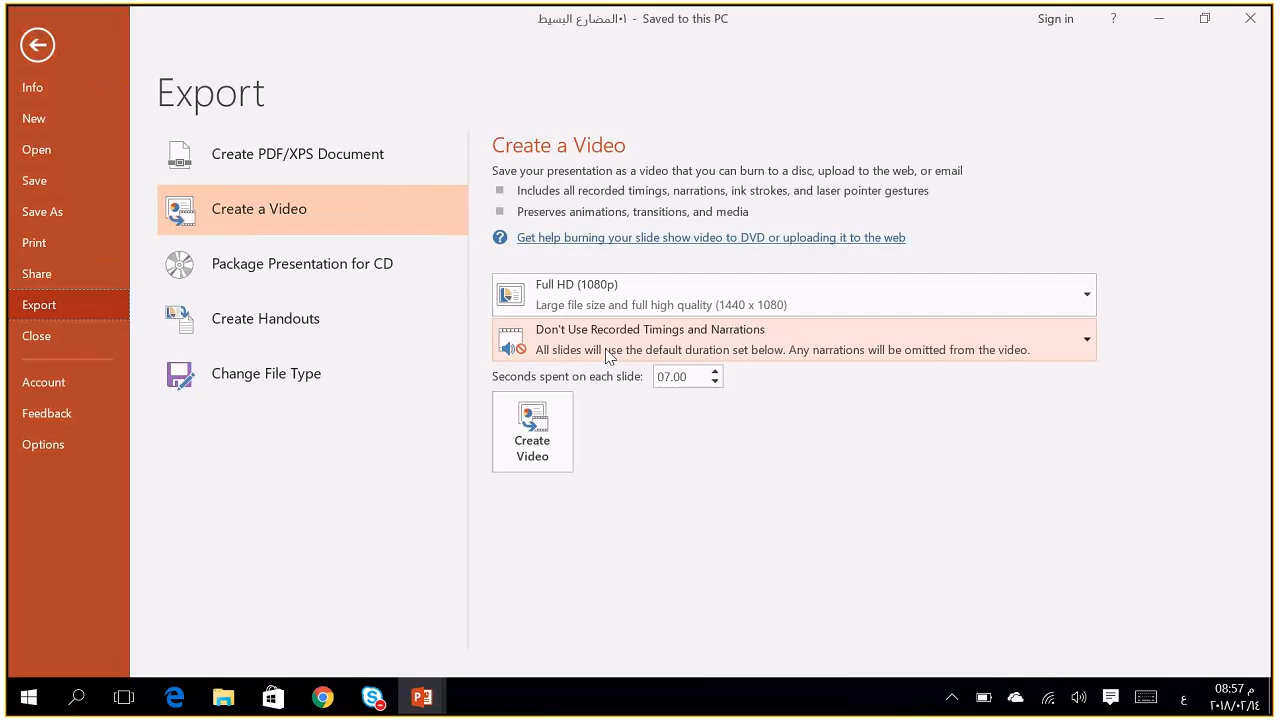 ١٠المضارع البسيط - Saved to this PC
Sign in
?
Info
New
Open
Save
Save As
Print
Share
Export
Close
Account
Feedback
Options
Export
Create PDF/XPS Document
Create a Video
Package Presentation for CD
Create Handouts
Change File Type
Create a Video
Save your presentation as a video that you can burn to a disc, upload to the web, or email
Includes all recorded timings, narrations, ink strokes, and laser pointer gestures
Preserves animations, transitions, and media
Get help burning your slide show video to DVD or uploading it to the web
Full HD (1080p)
Large file size and full high quality (1440 x 1080)
Don't Use Recorded Timings and Narrations
All slides will use the default duration set below. Any narrations will be omitted from the video.
Seconds spent on each slide: 07.00
Create
Video
ع
08:57 م
٢٠١٨/٠٢/١٤